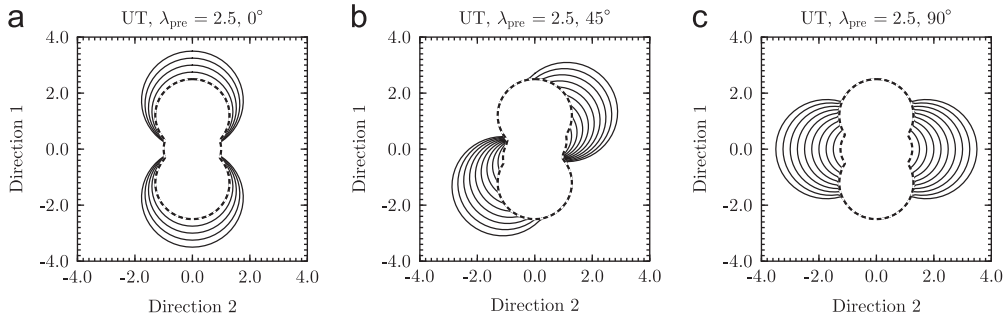 a
UT, λpre = 2.5, 0°
4.0
2.0
0.0
-2.0
-4.0
-4.0 -2.0 0.0 2.0 4.0
Direction 1
Direction 2
b
UT, λpre = 2.5, 45°
4.0
2.0
0.0
-2.0
-4.0
-4.0 -2.0 0.0 2.0 4.0
Direction 1
Direction 2
c
UT, λpre = 2.5, 90°
4.0
2.0
0.0
-2.0
-4.0
-4.0 -2.0 0.0 2.0 4.0
Direction 1
Direction 2